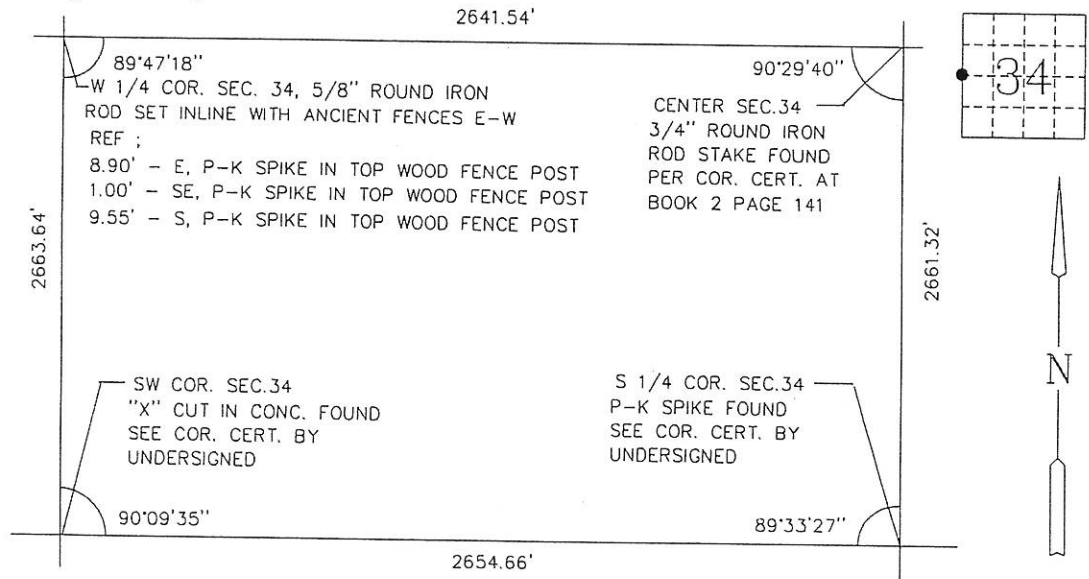 2641.54'
89°47'18"
90°29'40"
34
W 1/4 COR. SEC. 34, 5/8" ROUND IRON
ROD SET INLINE WITH ANCIENT FENCES E-W
REF ;
8.90' - E, P-K SPIKE IN TOP WOOD FENCE POST
1.00' - SE, P-K SPIKE IN TOP WOOD FENCE POST
9.55' - S, P-K SPIKE IN TOP WOOD FENCE POST
CENTER SEC.34
3/4" ROUND IRON
ROD STAKE FOUND
PER COR. CERT. AT
BOOK 2 PAGE 141
2663.64'
2661.32'
N
SW COR. SEC.34
"X" CUT IN CONC. FOUND
SEE COR. CERT. BY
UNDERSIGNED
S 1/4 COR. SEC.34
P-K SPIKE FOUND
SEE COR. CERT. BY
UNDERSIGNED
90°09'35"
89°33'27"
2654.66'